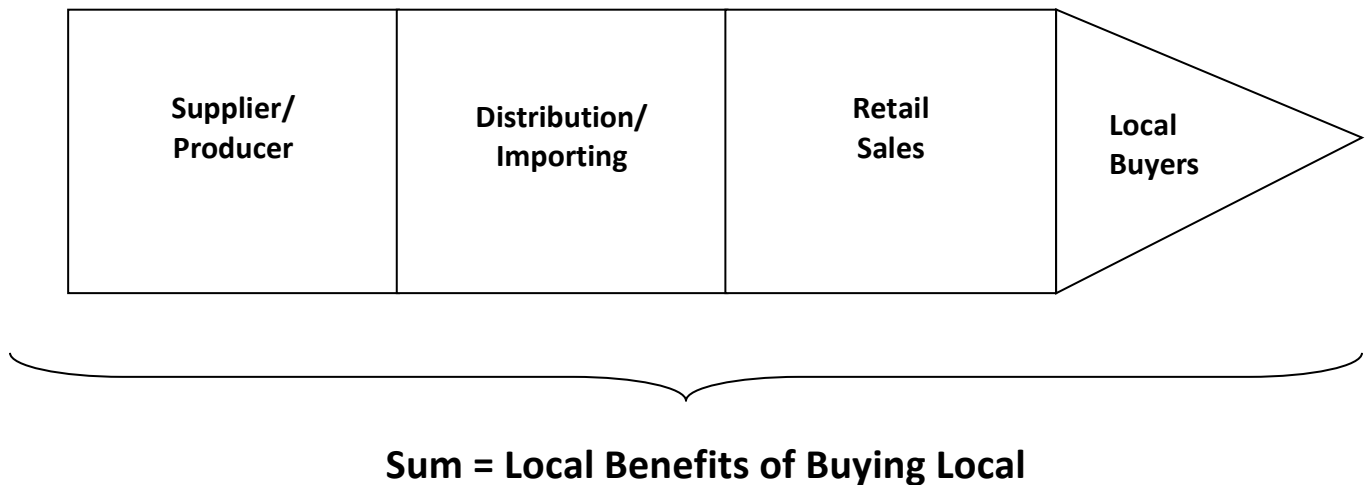 Supplier/
Producer
Distribution/
Importing
Retail
Sales
Local
Buyers
Sum = Local Benefits of Buying Local